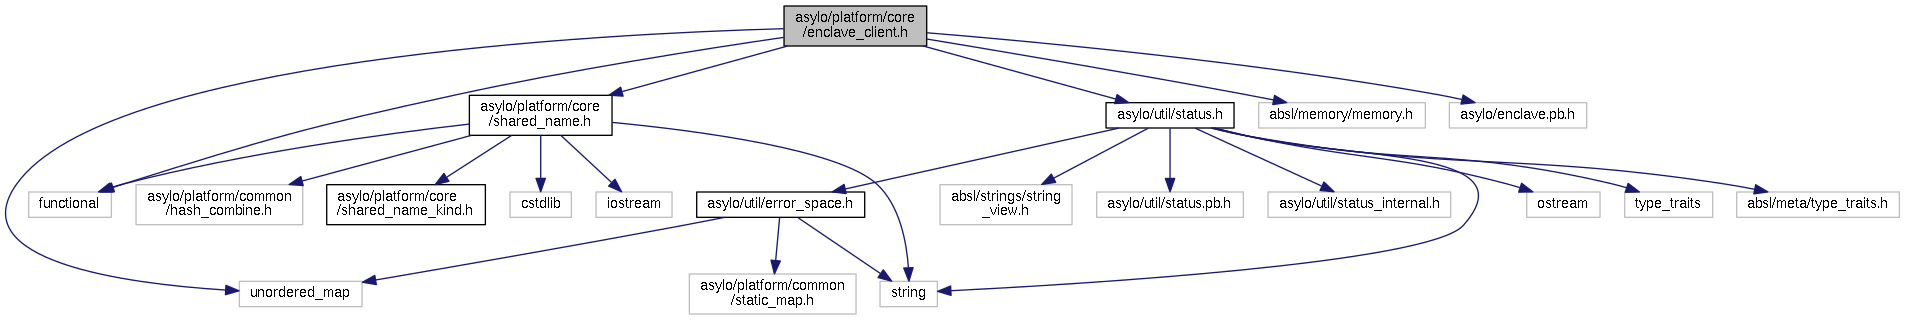 asylo/platform/core
/enclave_client.h
asylo/platform/core
/shared_name.h
asylo/util/status.h
absl/memory/memory.h
asylo/enclave.pb.h
functional
asylo/platform/common
/hash_combine.h
asylo/platform/core
/shared_name_kind.h
cstdlib
iostream
asylo/util/error_space.h
absl/strings/string
_view.h
asylo/util/status.pb.h
asylo/util/status_internal.h
ostream
type_traits
absl/meta/type_traits.h
unordered_map
asylo/platform/common
/static_map.h
string